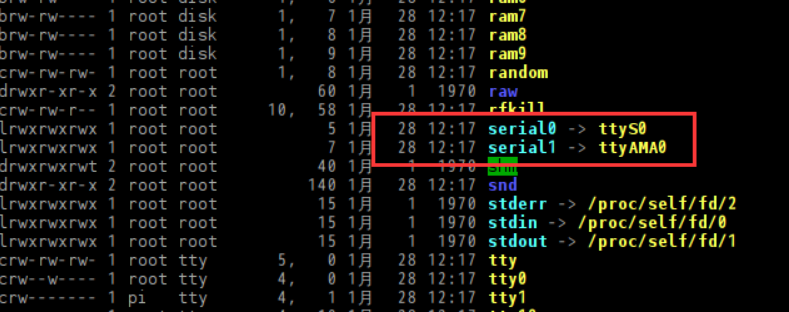 brw-rw---- 1 root disk 1, 7 1月 28 12:17 ram7
brw-rw---- 1 root disk 1, 8 1月 28 12:17 ram8
brw-rw---- 1 root disk 1, 9 1月 28 12:17 ram9
crw-rw-rw- 1 root root 1, 8 1月 28 12:17 random
drwxr-xr-x 2 root root 60 1月 1 1970 raw
crw-rw-r-- 1 root root 10, 58 1月 28 12:17 rfkill
lrwxrwxrwx 1 root root 5 1月 28 12:17 serial0 -> ttyS0
lrwxrwxrwx 1 root root 7 1月 28 12:17 serial1 -> ttyAMA0
drwxrwxrwt 2 root root 40 1月 1 1970 shm
drwxr-xr-x 2 root root 140 1月 28 12:17 snd
lrwxrwxrwx 1 root root 15 1月 1 1970 stderr -> /proc/self/fd/2
lrwxrwxrwx 1 root root 15 1月 1 1970 stdin -> /proc/self/fd/0
lrwxrwxrwx 1 root root 15 1月 1 1970 stdout -> /proc/self/fd/1
crw-rw-rw- 1 root tty 5, 0 1月 28 12:17 tty
crw--w---- 1 root tty 4, 0 1月 28 12:17 tty0
crw------- 1 pi tty 4, 1 1月 28 12:17 tty1